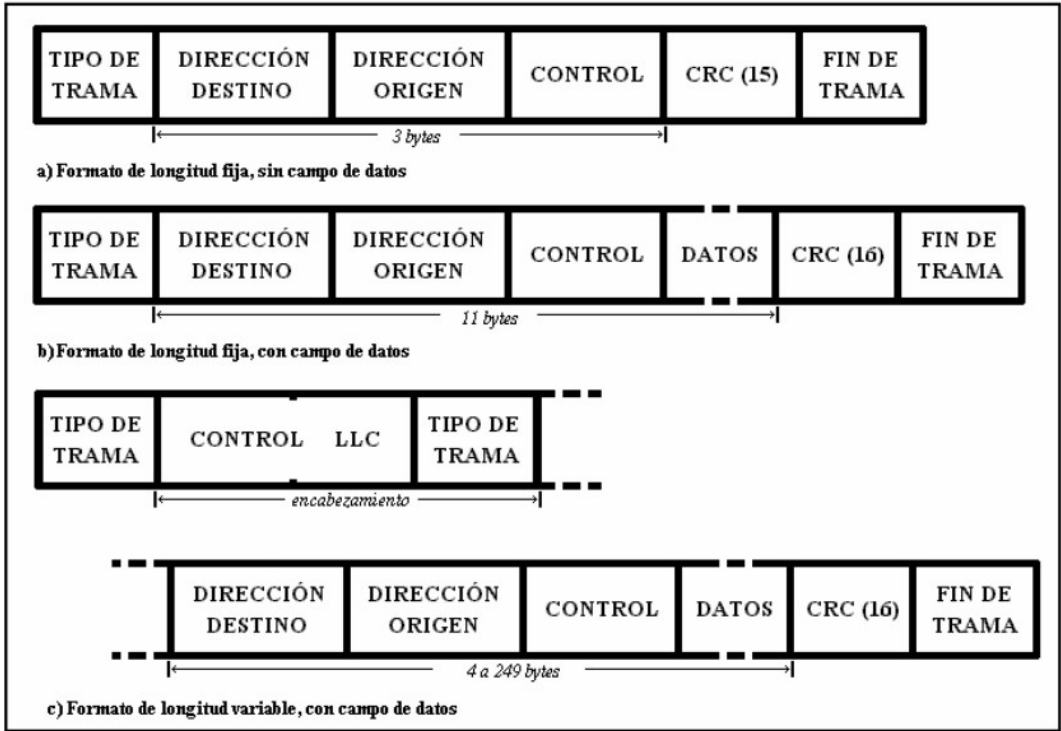 TIPO DE TRAMA DIRECCIÓN DESTINO DIRECCIÓN ORIGEN CONTROL CRC (15) FIN DE TRAMA
3 bytes
a) Formato de longitud fija, sin campo de datos
TIPO DE TRAMA DIRECCIÓN DESTINO DIRECCIÓN ORIGEN CONTROL DATOS CRC (16) FIN DE TRAMA
11 bytes
b) Formato de longitud fija, con campo de datos
TIPO DE TRAMA CONTROL LLC TIPO DE TRAMA
encabezamiento
DIRECCIÓN DESTINO DIRECCIÓN ORIGEN CONTROL DATOS CRC (16) FIN DE TRAMA
4 a 249 bytes
c) Formato de longitud variable, con campo de datos